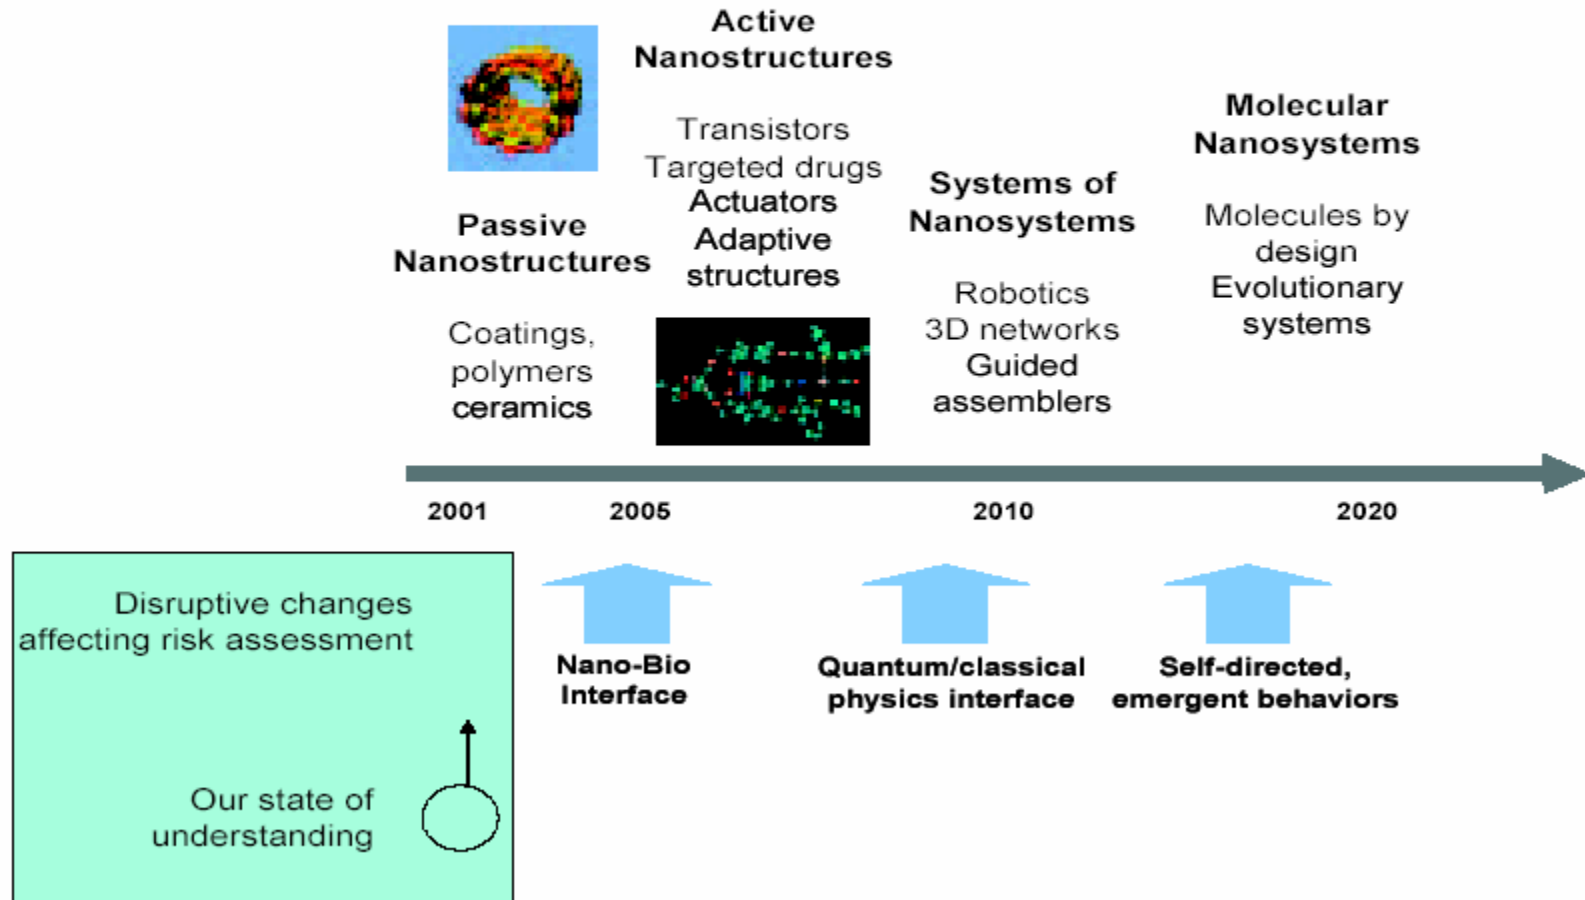 Active
Nanostructures
Transistors
Targeted drugs
Actuators
Adaptive
structures
Passive
Nanostructures
Coatings,
polymers
ceramics
Systems of
Nanosystems
Robotics
3D networks
Guided
assemblers
Molecular
Nanosystems
Molecules by
design
Evolutionary
systems
2001
2005
2010
2020
Disruptive changes
affecting risk assessment
Nano-Bio
Interface
Quantum/classical
physics interface
Self-directed,
emergent behaviors
Our state of
understanding